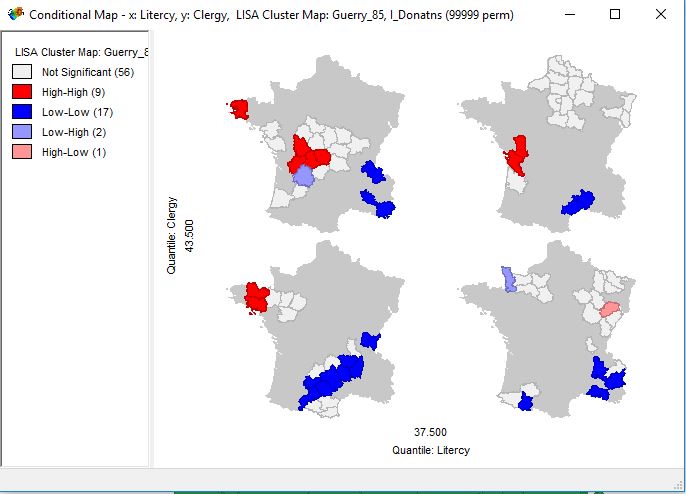 Conditional Map - x: Litercy, y: Clergy, LISA Cluster Map: Guerry_85, I_Donatns (99999 perm)
LISA Cluster Map: Guerry_8
Not Significant (56)
High-High (9)
Low-Low (17)
Low-High (2)
High-Low (1)
Quantile: Clergy
43.500
37.500
Quantile: Litercy